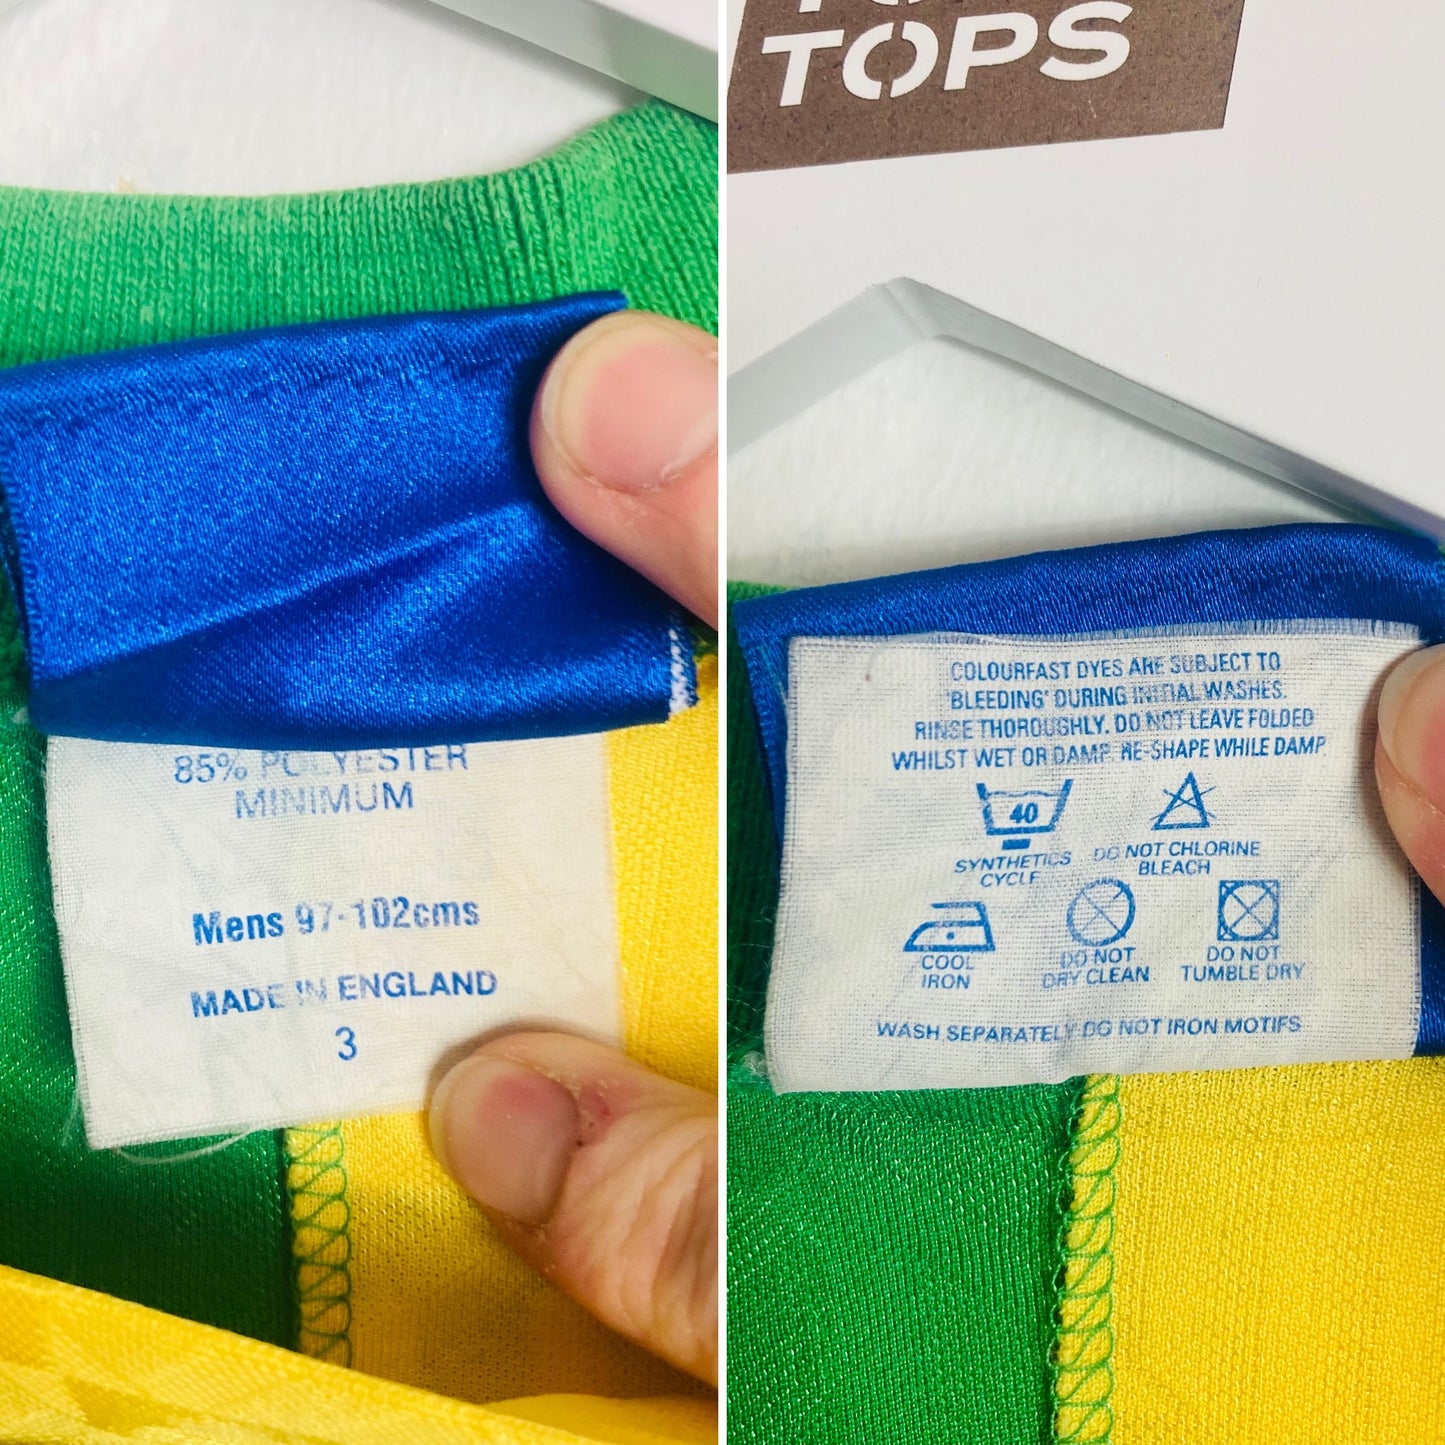 85% POLYESTER
MINIMUM
Mens 97-102cms
MADE IN ENGLAND
3
TOPS
COLOURFAST DYES ARE SUBJECT TO
'BLEEDING' DURING INITIAL WASHES.
RINSE THOROUGHLY. DO NOT LEAVE FOLDED
WHILST WET OR DAMP. RE-SHAPE WHILE DAMP
40
SYNTHETICS
CYCLE
DO NOT CHLORINE
BLEACH
COOL
IRON
DO NOT
DRY CLEAN
DO NOT
TUMBLE DRY
WASH SEPARATELY DO NOT IRON MOTIFS